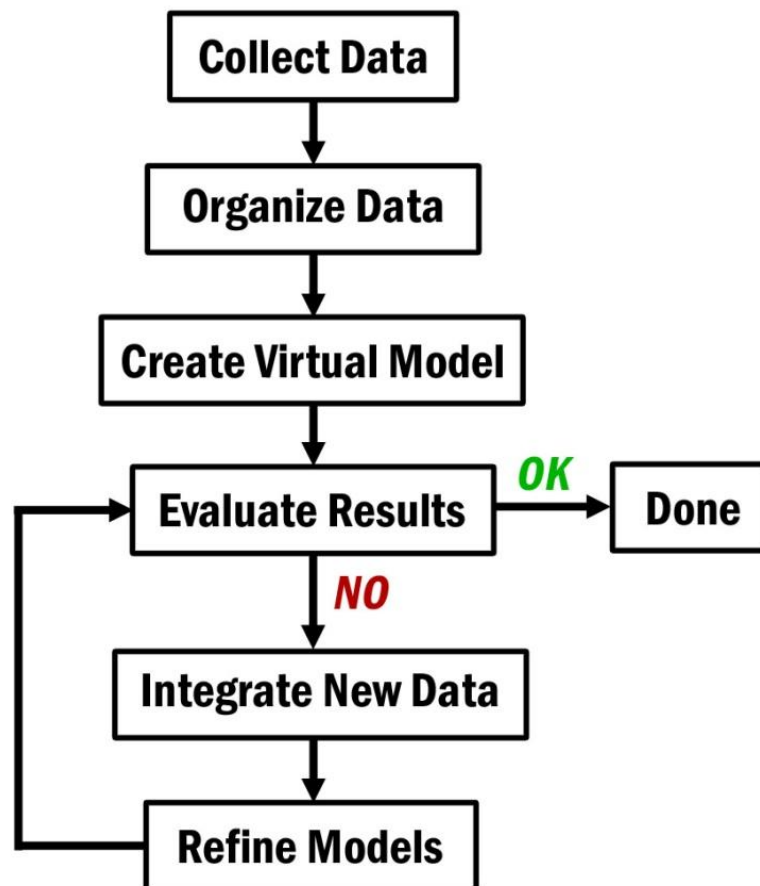 Collect Data
Organize Data
Create Virtual Model
Evaluate Results
OK
Done
NO
Integrate New Data
Refine Models